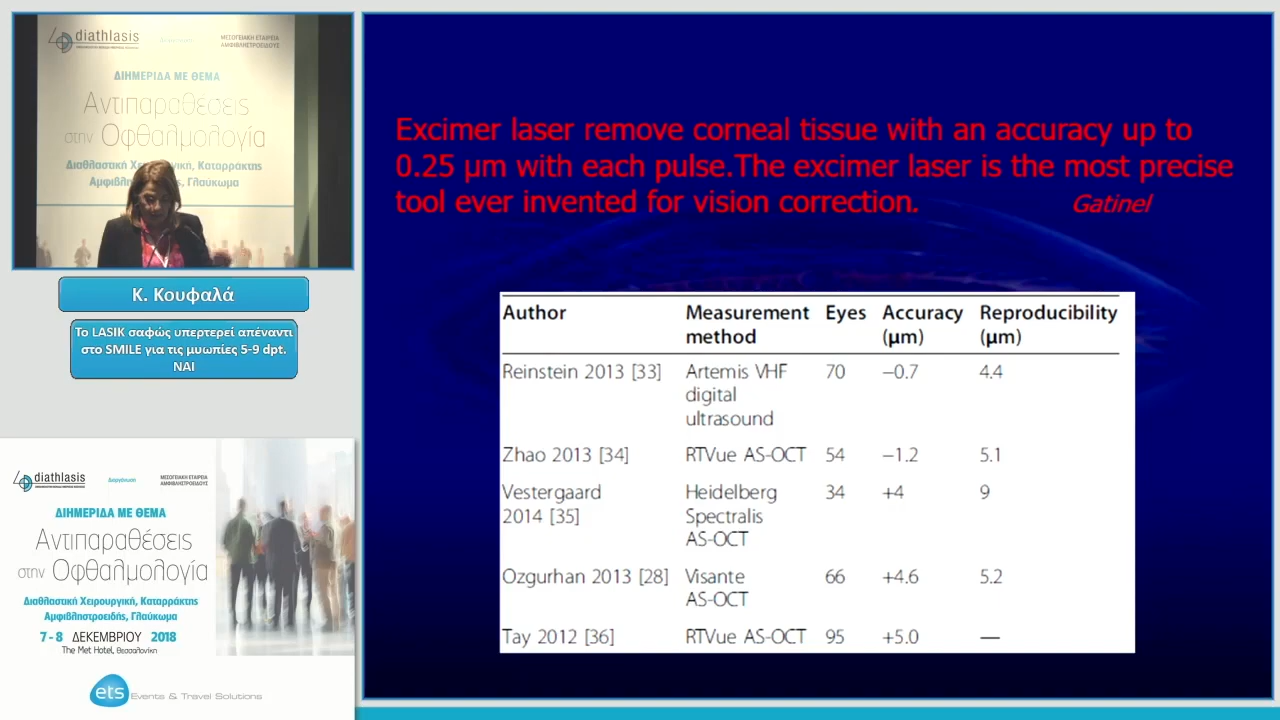 diathlasis
ΜΕΣΟΓΕΙΑΚΗ ΕΤΑΙΡΕΙΑ
ΑΜΦΙΒΛΗΣΤΡΟΕΙΔΟΥΣ
ΔΙΗΜΕΡΙΔΑ ΜΕ ΘΕΜΑ
Αντιπαραθέσεις
στην Οφθαλμολογία
Διαθλαστική Χειρουργική, Καταρράκτης
Γλαύκωμα
Κ. Κουφαλά
Το LASIK σαφώς υπερτερεί απέναντι
στο SMILE για τις μυωπίες 5-9 dpt.
ΝΑΙ
diathlasis
Διοργάνωση
ΜΕΣΟΓΕΙΑΚΗ ΕΤΑΙΡΕΙΑ
ΑΜΦΙΒΛΗΣΤΡΟΕΙΔΟΥΣ
ΔΙΗΜΕΡΙΔΑ ΜΕ ΘΕΜΑ
Αντιπαραθέσεις
στην Οφθαλμολογία
Διαθλαστική Χειρουργική, Καταρράκτης
Αμφιβληστροειδής, Γλαύκωμα
7-8 ΔΕΚΕΜΒΡΙΟΥ 2018
The Met Hotel, Θεσσαλονίκη
ets Events & Travel Solutions
Excimer laser remove corneal tissue with an accuracy up to
0.25 μm with each pulse.The excimer laser is the most precise
tool ever invented for vision correction. Gatinel
Author Measurement Eyes Accuracy Reproducibility
method (μm) (μm)
Reinstein 2013 [33] Artemis VHF 70 −0.7 4.4
digital
ultrasound
Zhao 2013 [34] RTVue AS-OCT 54 −1.2 5.1
Vestergaard Heidelberg 34 +4 9
2014 [35] Spectralis
AS-OCT
Ozgurhan 2013 [28] Visante 66 +4.6 5.2
AS-OCT
Tay 2012 [36] RTVue AS-OCT 95 +5.0 —